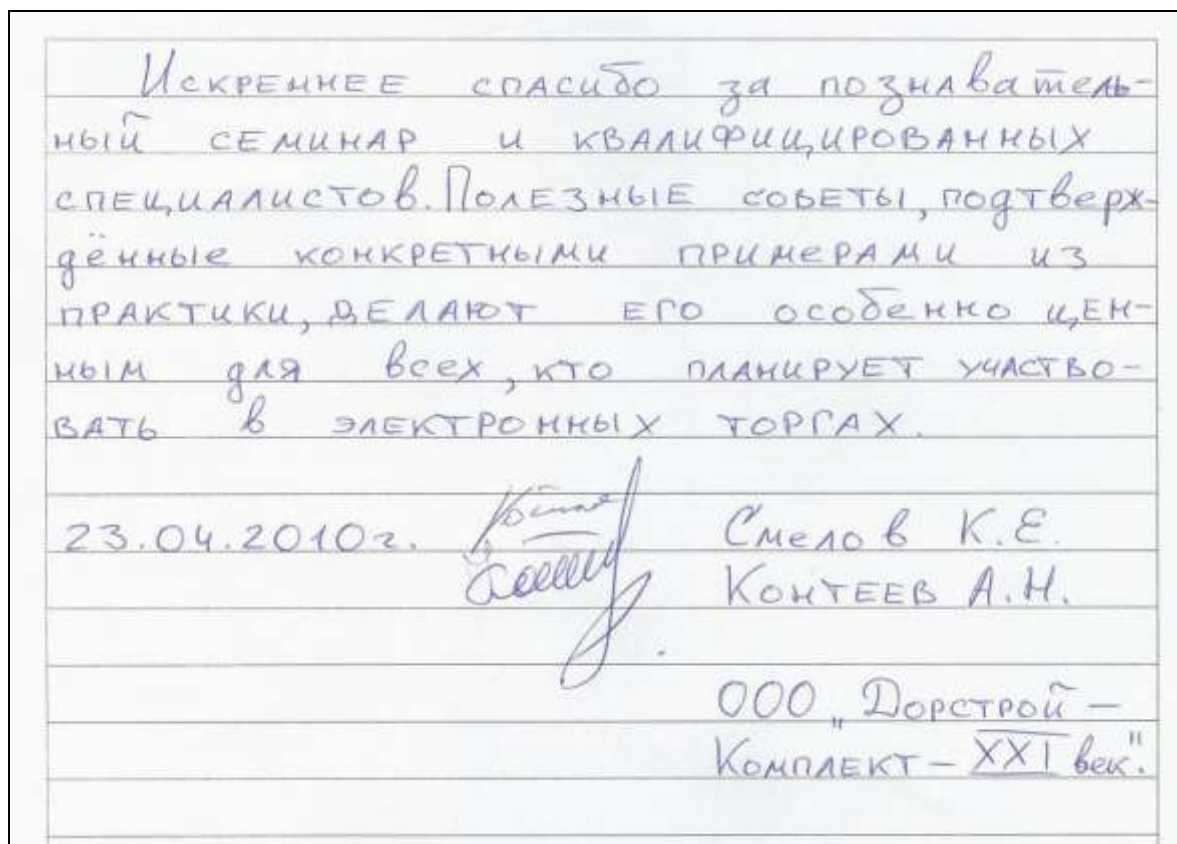 Искреннее спасибо за познаватель-
ный семинар и квалифицированных
специалистов. Полезные советы, подтверж-
дённые конкретными примерами из
практики, делают его особенно цен-
ным для всех, кто планирует участво-
вать в электронных торгах.
23.04.2010г. Смелов К.Е.
Контеев А.Н.
ООО „Дорстрой –
Комплект – XXI век".